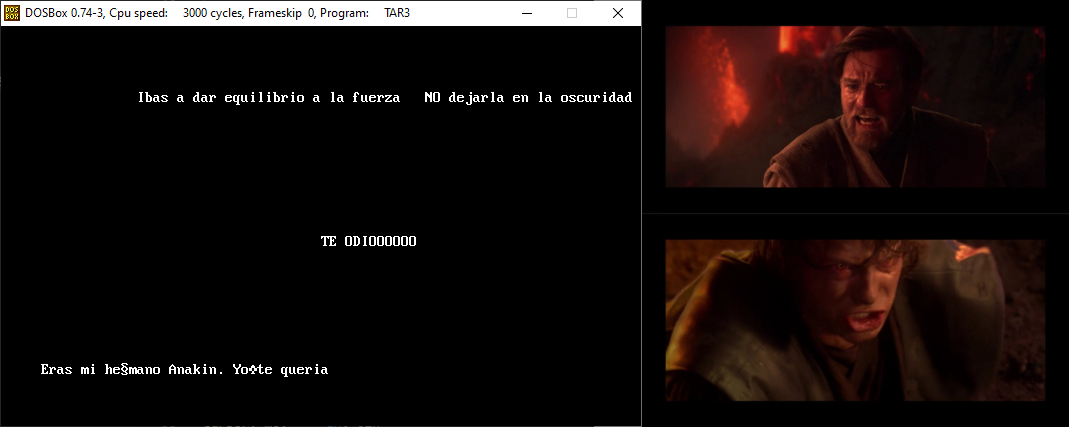 DOSBox 0.74-3, Cpu speed: 3000 cycles, Frameskip 0, Program: TAR3
Ibas a dar equilibrio a la fuerza NO dejarla en la oscuridad
TE ODIOOOOOO
Eras mi he§mano Anakin. Yo♦te queria